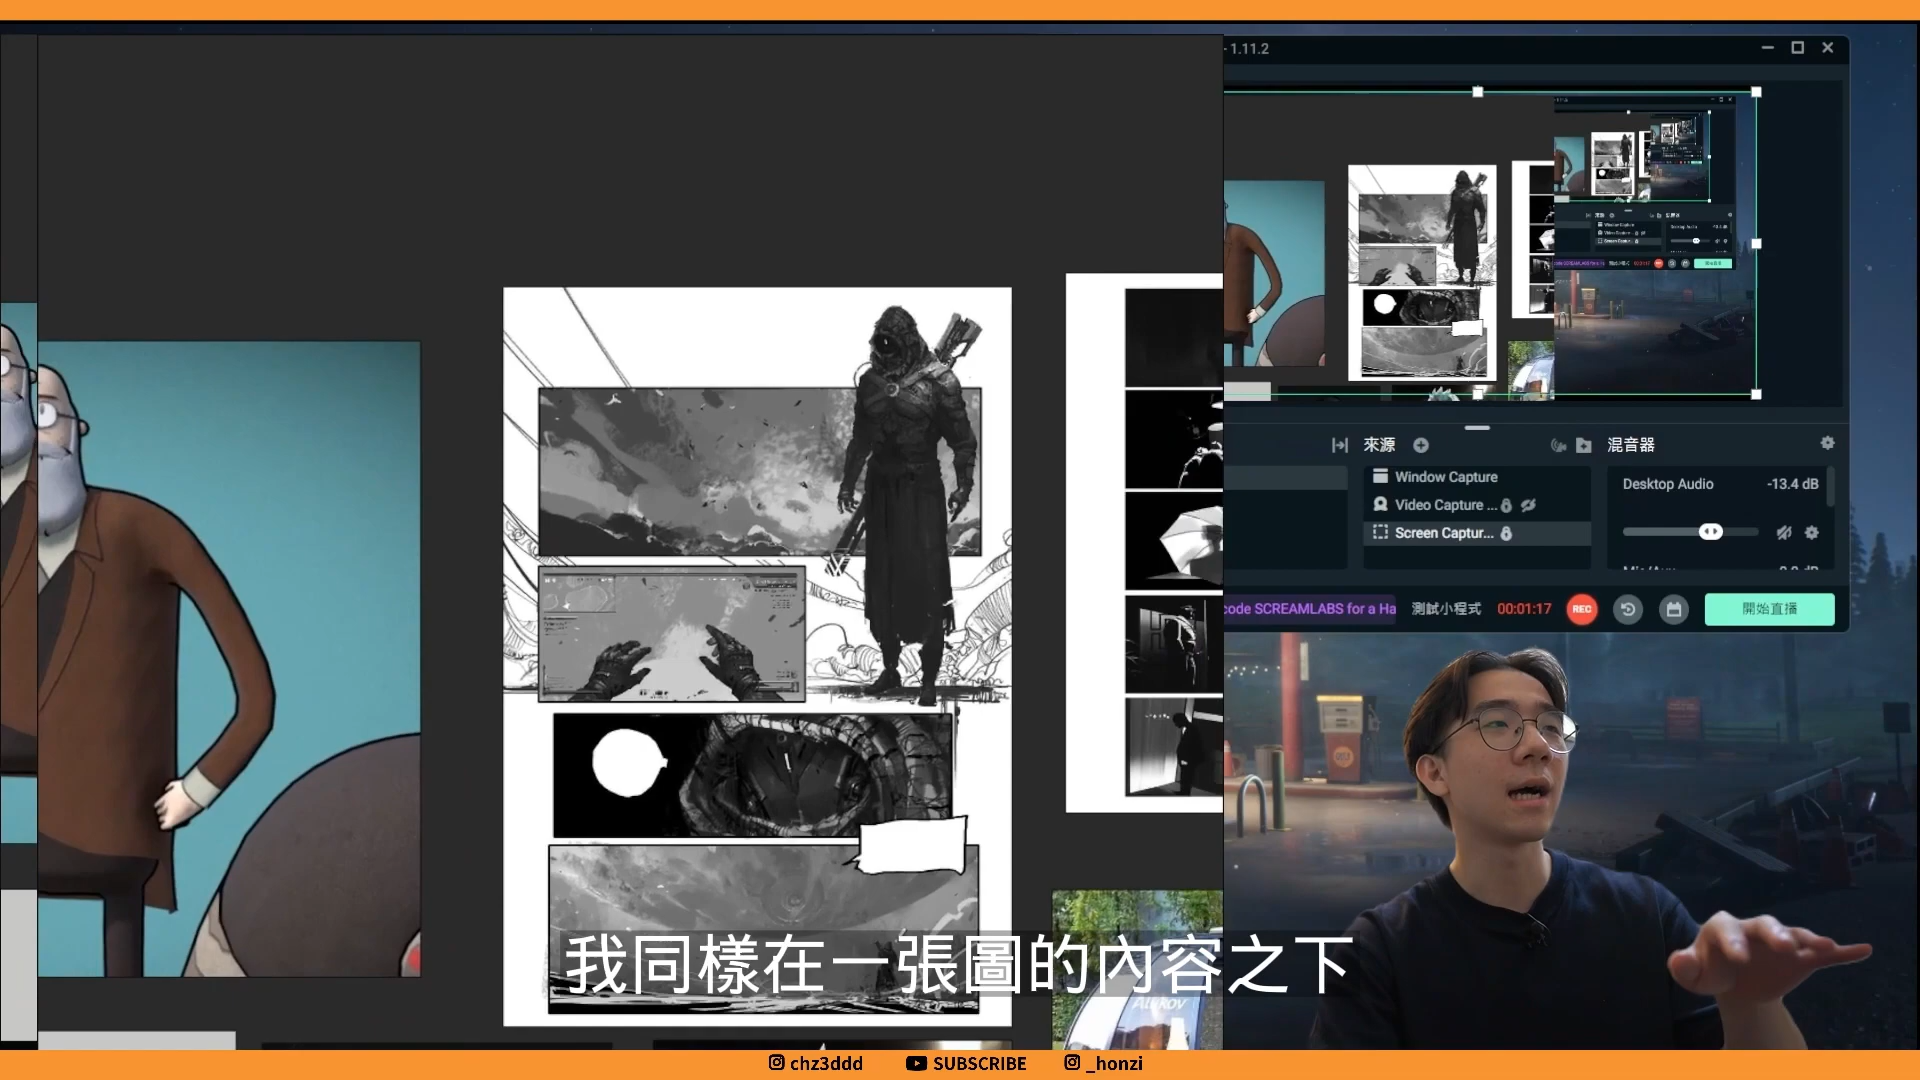 - 1.11.2
來源
混音器
Window Capture
Desktop Audio
-13.4 dB
Video Capture ...
Screen Captur...
code SCREAMLABS for a Ha
測試小程式
00:01:17
REC
開始直播
我同樣在一張圖的內容之下
chz3ddd
SUBSCRIBE
_honzi